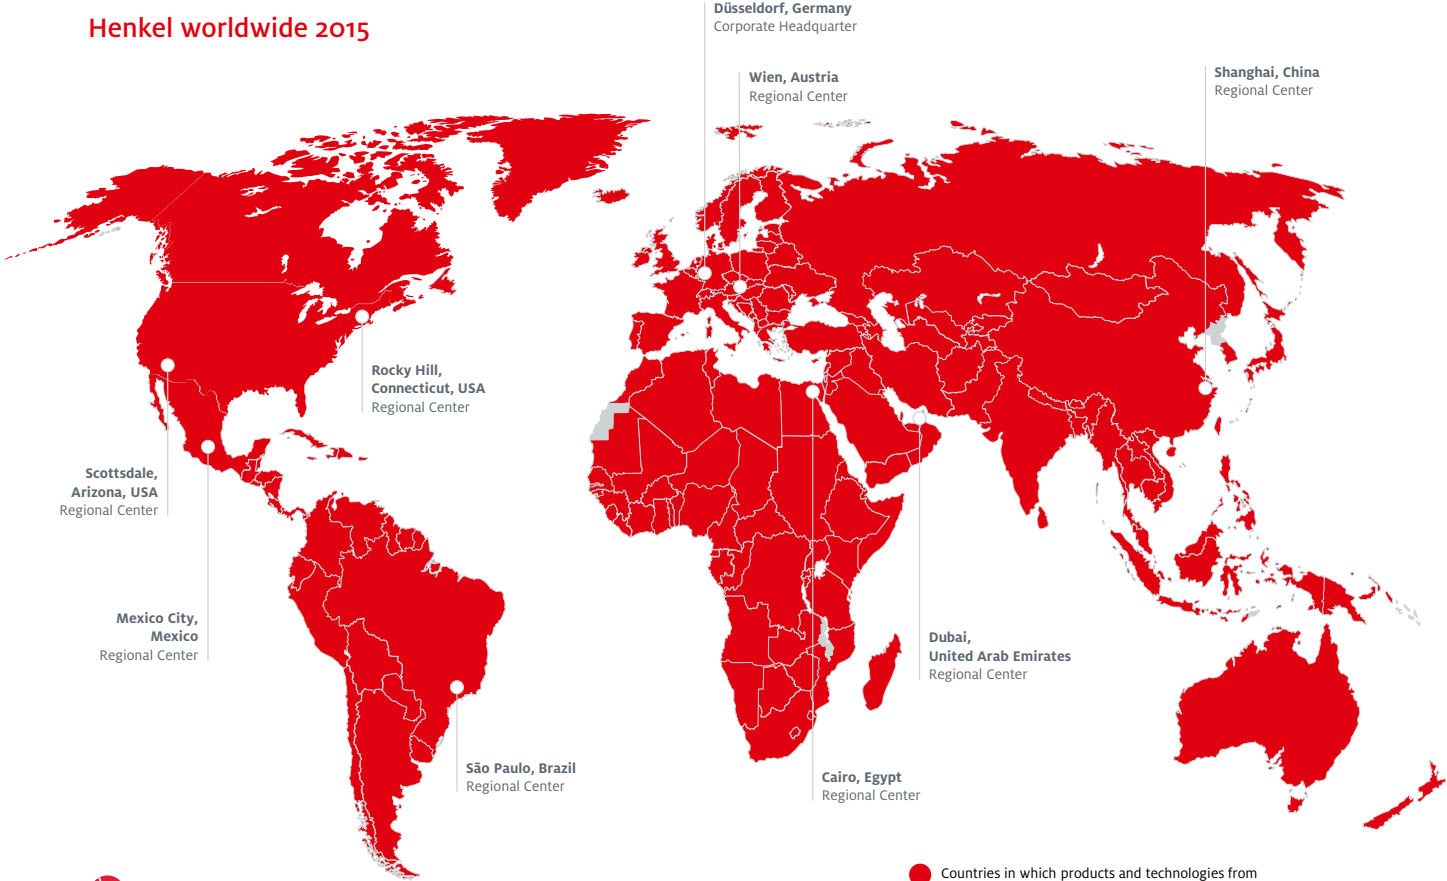 Henkel worldwide 2015
Düsseldorf, Germany
Corporate Headquarter
Wien, Austria
Regional Center
Shanghai, China
Regional Center
Rocky Hill,
Connecticut, USA
Regional Center
Scottsdale,
Arizona, USA
Regional Center
Mexico City,
Mexico
Regional Center
Dubai,
United Arab Emirates
Regional Center
São Paulo, Brazil
Regional Center
Cairo, Egypt
Regional Center
Countries in which products and technologies from